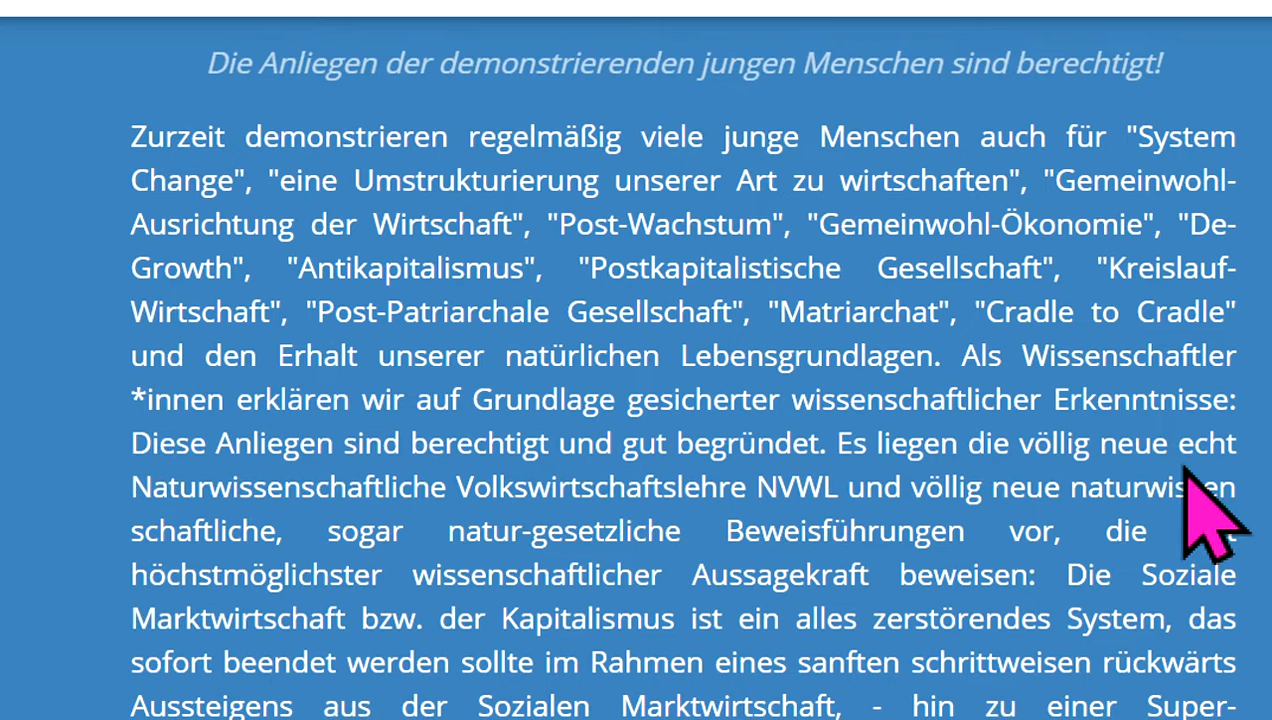 Die Anliegen der demonstrierenden jungen Menschen sind berechtigt!
Zurzeit demonstrieren regelmäßig viele junge Menschen auch für "System
Change", "eine Umstrukturierung unserer Art zu wirtschaften", "Gemeinwohl-
Ausrichtung der Wirtschaft", "Post-Wachstum", "Gemeinwohl-Ökonomie", "De-
Growth", "Antikapitalismus", "Postkapitalistische Gesellschaft", "Kreislauf-
Wirtschaft", "Post-Patriarchale Gesellschaft", "Matriarchat", "Cradle to Cradle"
und den Erhalt unserer natürlichen Lebensgrundlagen. Als Wissenschaftler
*innen erklären wir auf Grundlage gesicherter wissenschaftlicher Erkenntnisse:
Diese Anliegen sind berechtigt und gut begründet. Es liegen die völlig neue echt
Naturwissenschaftliche Volkswirtschaftslehre NVWL und völlig neue
schaftliche, sogar natur-gesetzliche Beweisführungen vor, die
höchstmöglichster wissenschaftlicher Aussagekraft beweisen: Die Soziale
Marktwirtschaft bzw. der Kapitalismus ist ein alles zerstörendes System, das
sofort beendet werden sollte im Rahmen eines sanften schrittweisen rückwärts
Aussteigens aus der Sozialen Marktwirtschaft, - hin zu einer Super-